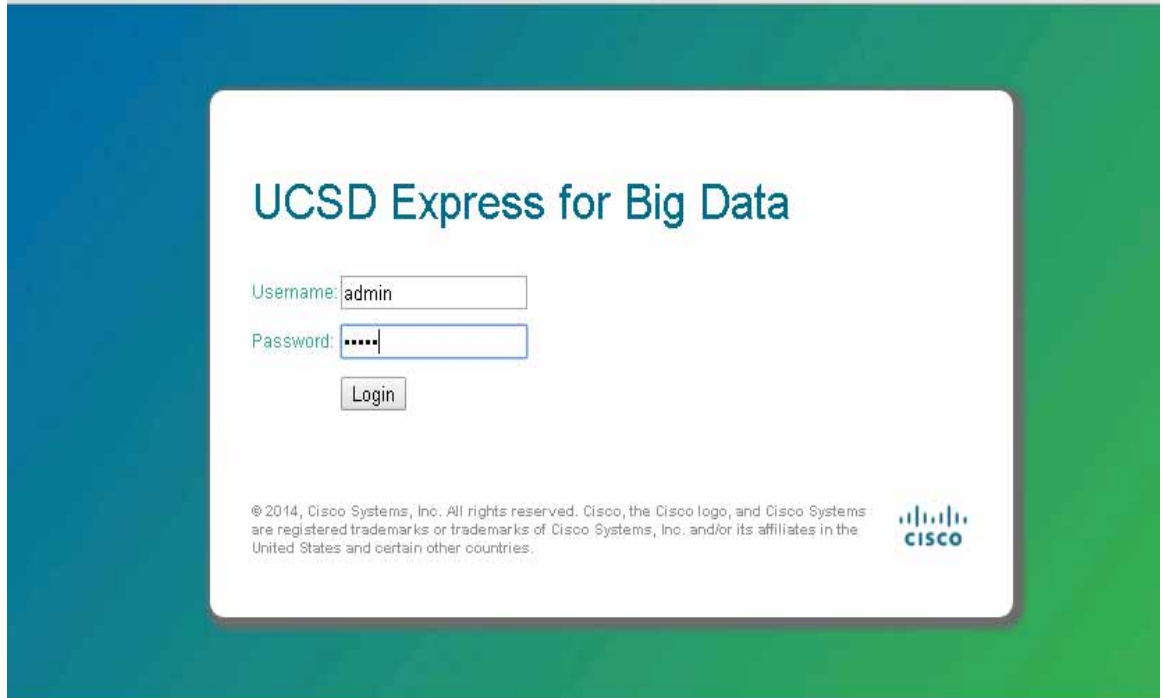 UCSD Express for Big Data
Username: admin
Password: •••••
Login
© 2014, Cisco Systems, Inc. All rights reserved. Cisco, the Cisco logo, and Cisco Systems
are registered trademarks or trademarks of Cisco Systems, Inc. and/or its affiliates in the
United States and certain other countries.
CISCO